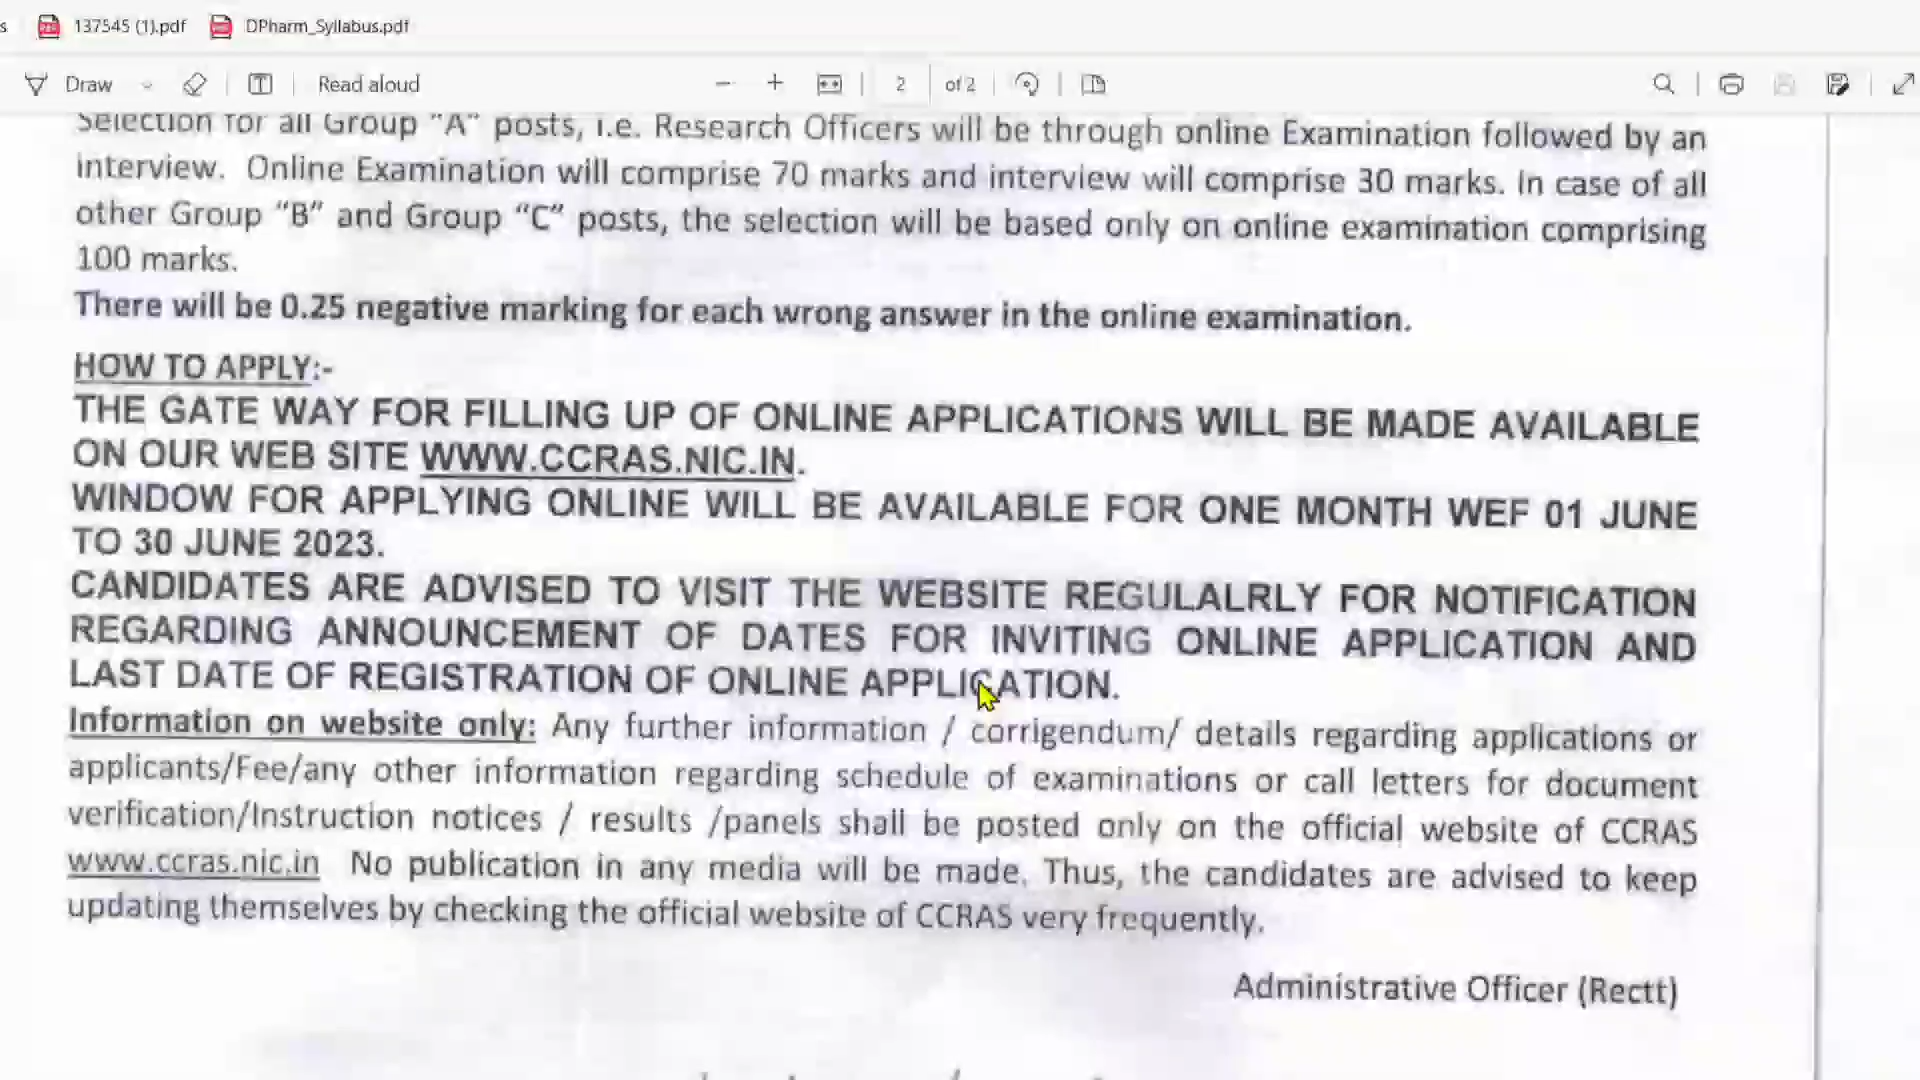 s 137545 (1).pdf DPharm_Syllabus.pdf
Draw Read aloud 2 of 2
Selection for all Group "A" posts, i.e. Research Officers will be through online Examination followed by an
interview. Online Examination will comprise 70 marks and interview will comprise 30 marks. In case of all
other Group "B" and Group "C" posts, the selection will be based only on online examination comprising
100 marks.
There will be 0.25 negative marking for each wrong answer in the online examination.
HOW TO APPLY:-
THE GATE WAY FOR FILLING UP OF ONLINE APPLICATIONS WILL BE MADE AVAILABLE
ON OUR WEB SITE WWW.CCRAS.NIC.IN.
WINDOW FOR APPLYING ONLINE WILL BE AVAILABLE FOR ONE MONTH WEF 01 JUNE
TO 30 JUNE 2023.
CANDIDATES ARE ADVISED TO VISIT THE WEBSITE REGULALRLY FOR NOTIFICATION
REGARDING ANNOUNCEMENT OF DATES FOR INVITING ONLINE APPLICATION AND
LAST DATE OF REGISTRATION OF ONLINE APPLICATION.
Information on website only: Any further information / corrigendum/ details regarding applications or
applicants/Fee/any other information regarding schedule of examinations or call letters for document
verification/Instruction notices / results /panels shall be posted only on the official website of CCRAS
www.ccras.nic.in No publication in any media will be made. Thus, the candidates are advised to keep
updating themselves by checking the official website of CCRAS very frequently.
Administrative Officer (Rectt)